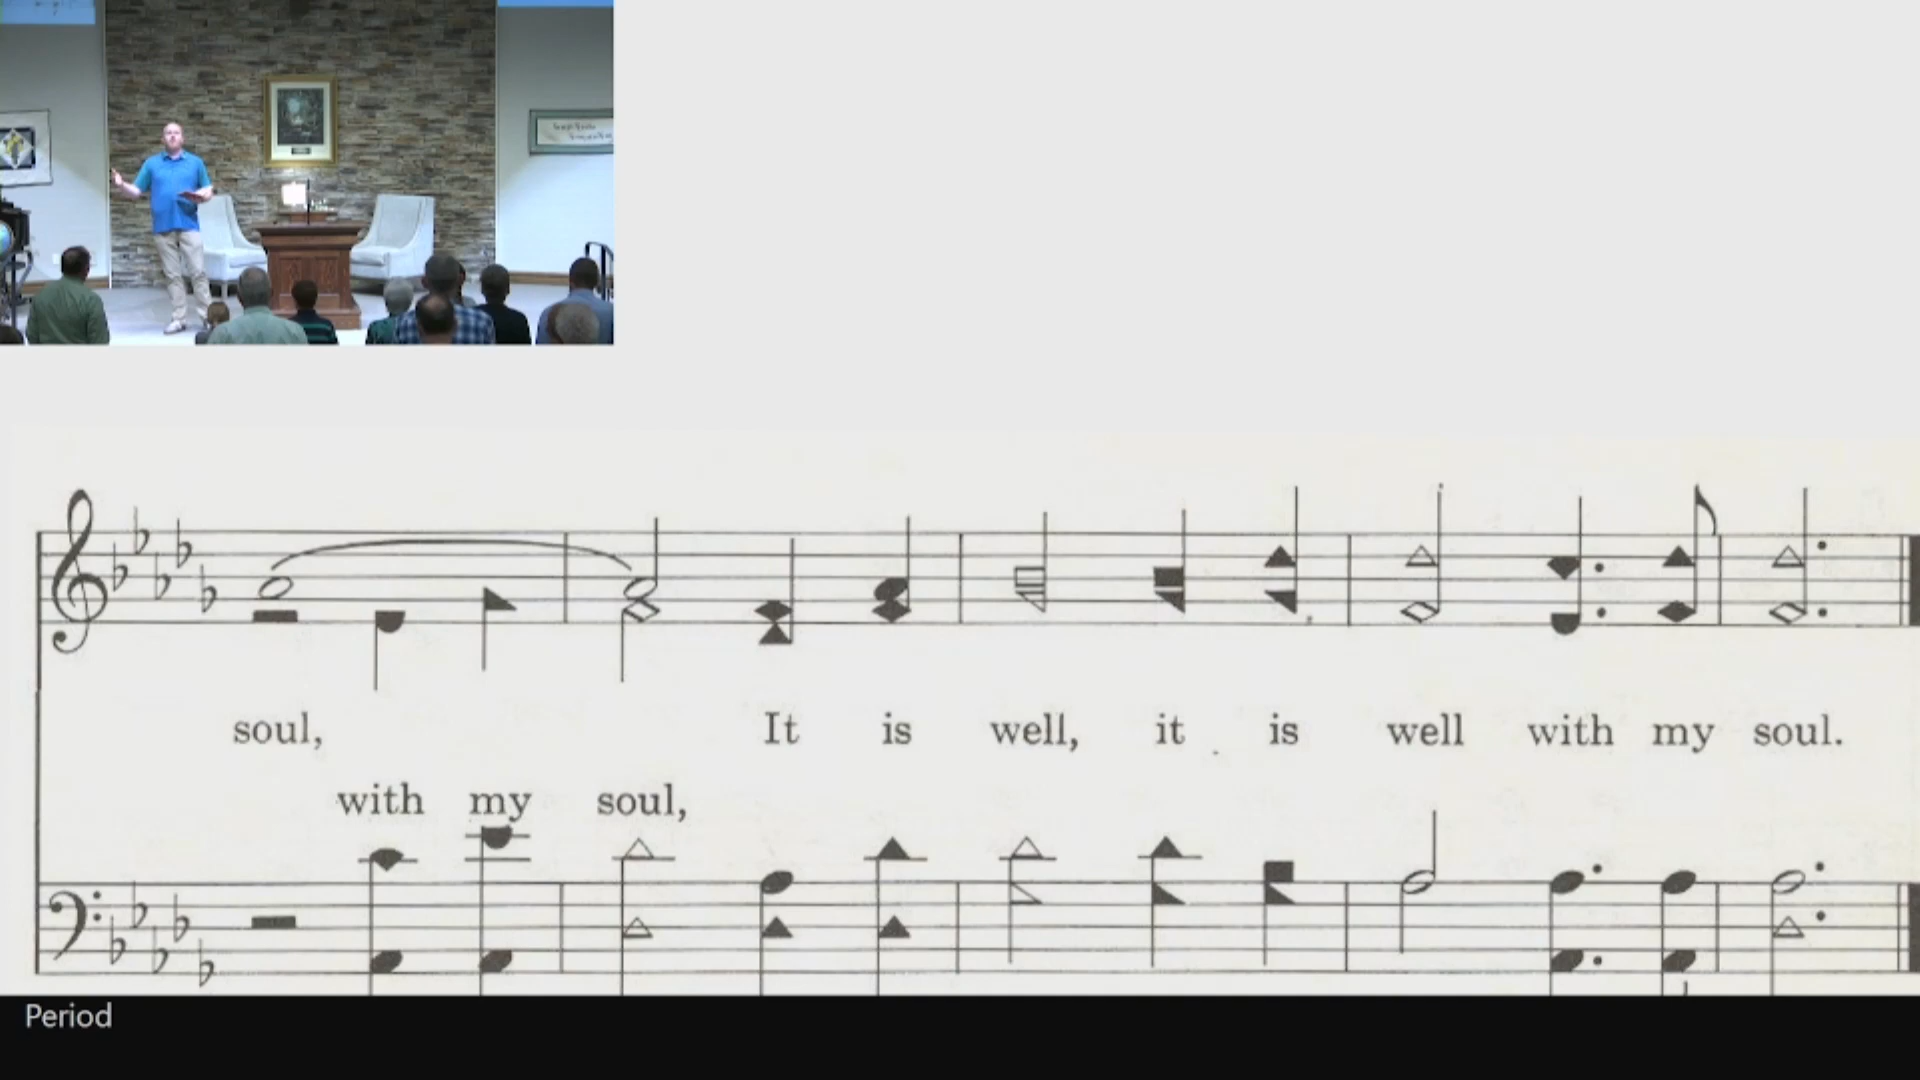 soul, It is well, it is well with my soul.
with my soul,
Period